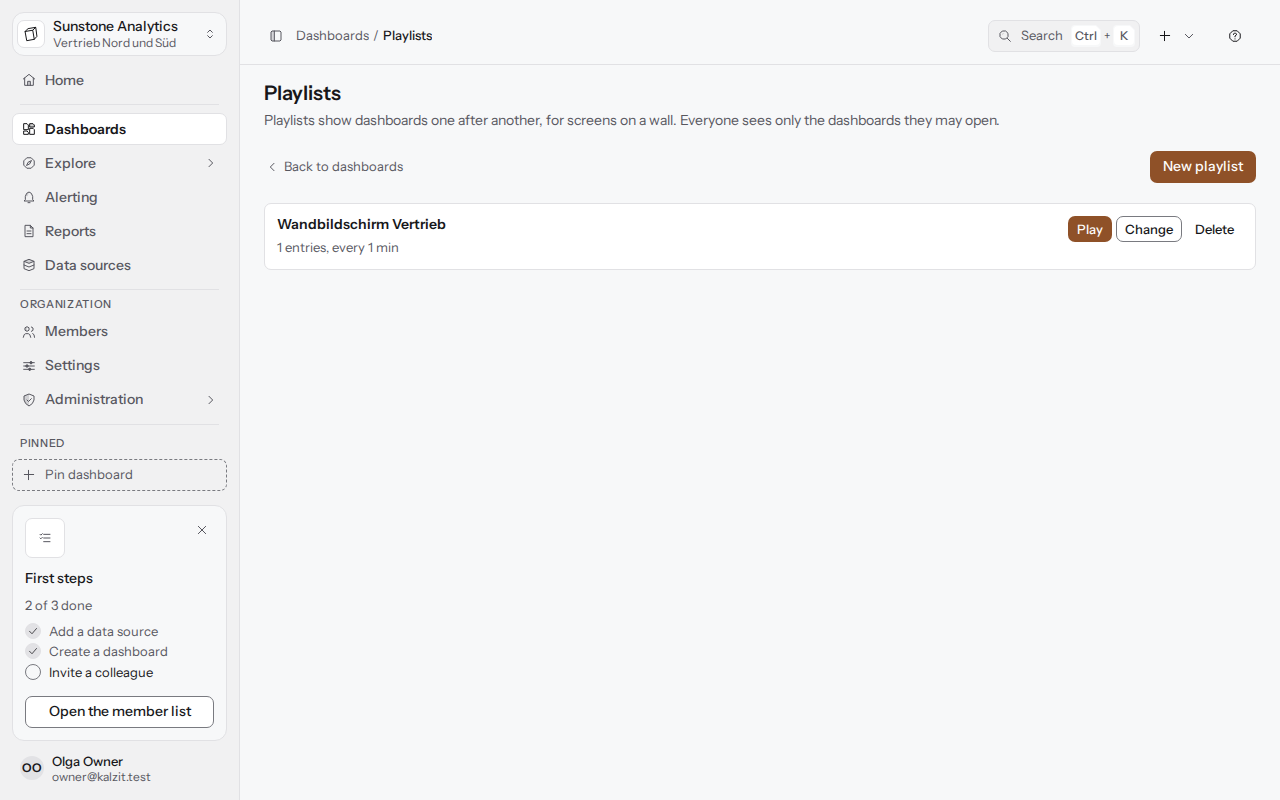 Sunstone Analytics
Vertrieb Nord und Süd
Home
Dashboards
Explore
Alerting
Reports
Data sources
ORGANIZATION
Members
Settings
Administration
PINNED
Pin dashboard
First steps
2 of 3 done
Add a data source
Create a dashboard
Invite a colleague
Open the member list
OO
Olga Owner
owner@kalzit.test
Dashboards / Playlists
Search Ctrl + K
Playlists
Playlists show dashboards one after another, for screens on a wall. Everyone sees only the dashboards they may open.
Back to dashboards
New playlist
Wandbildschirm Vertrieb
1 entries, every 1 min
Play
Change
Delete